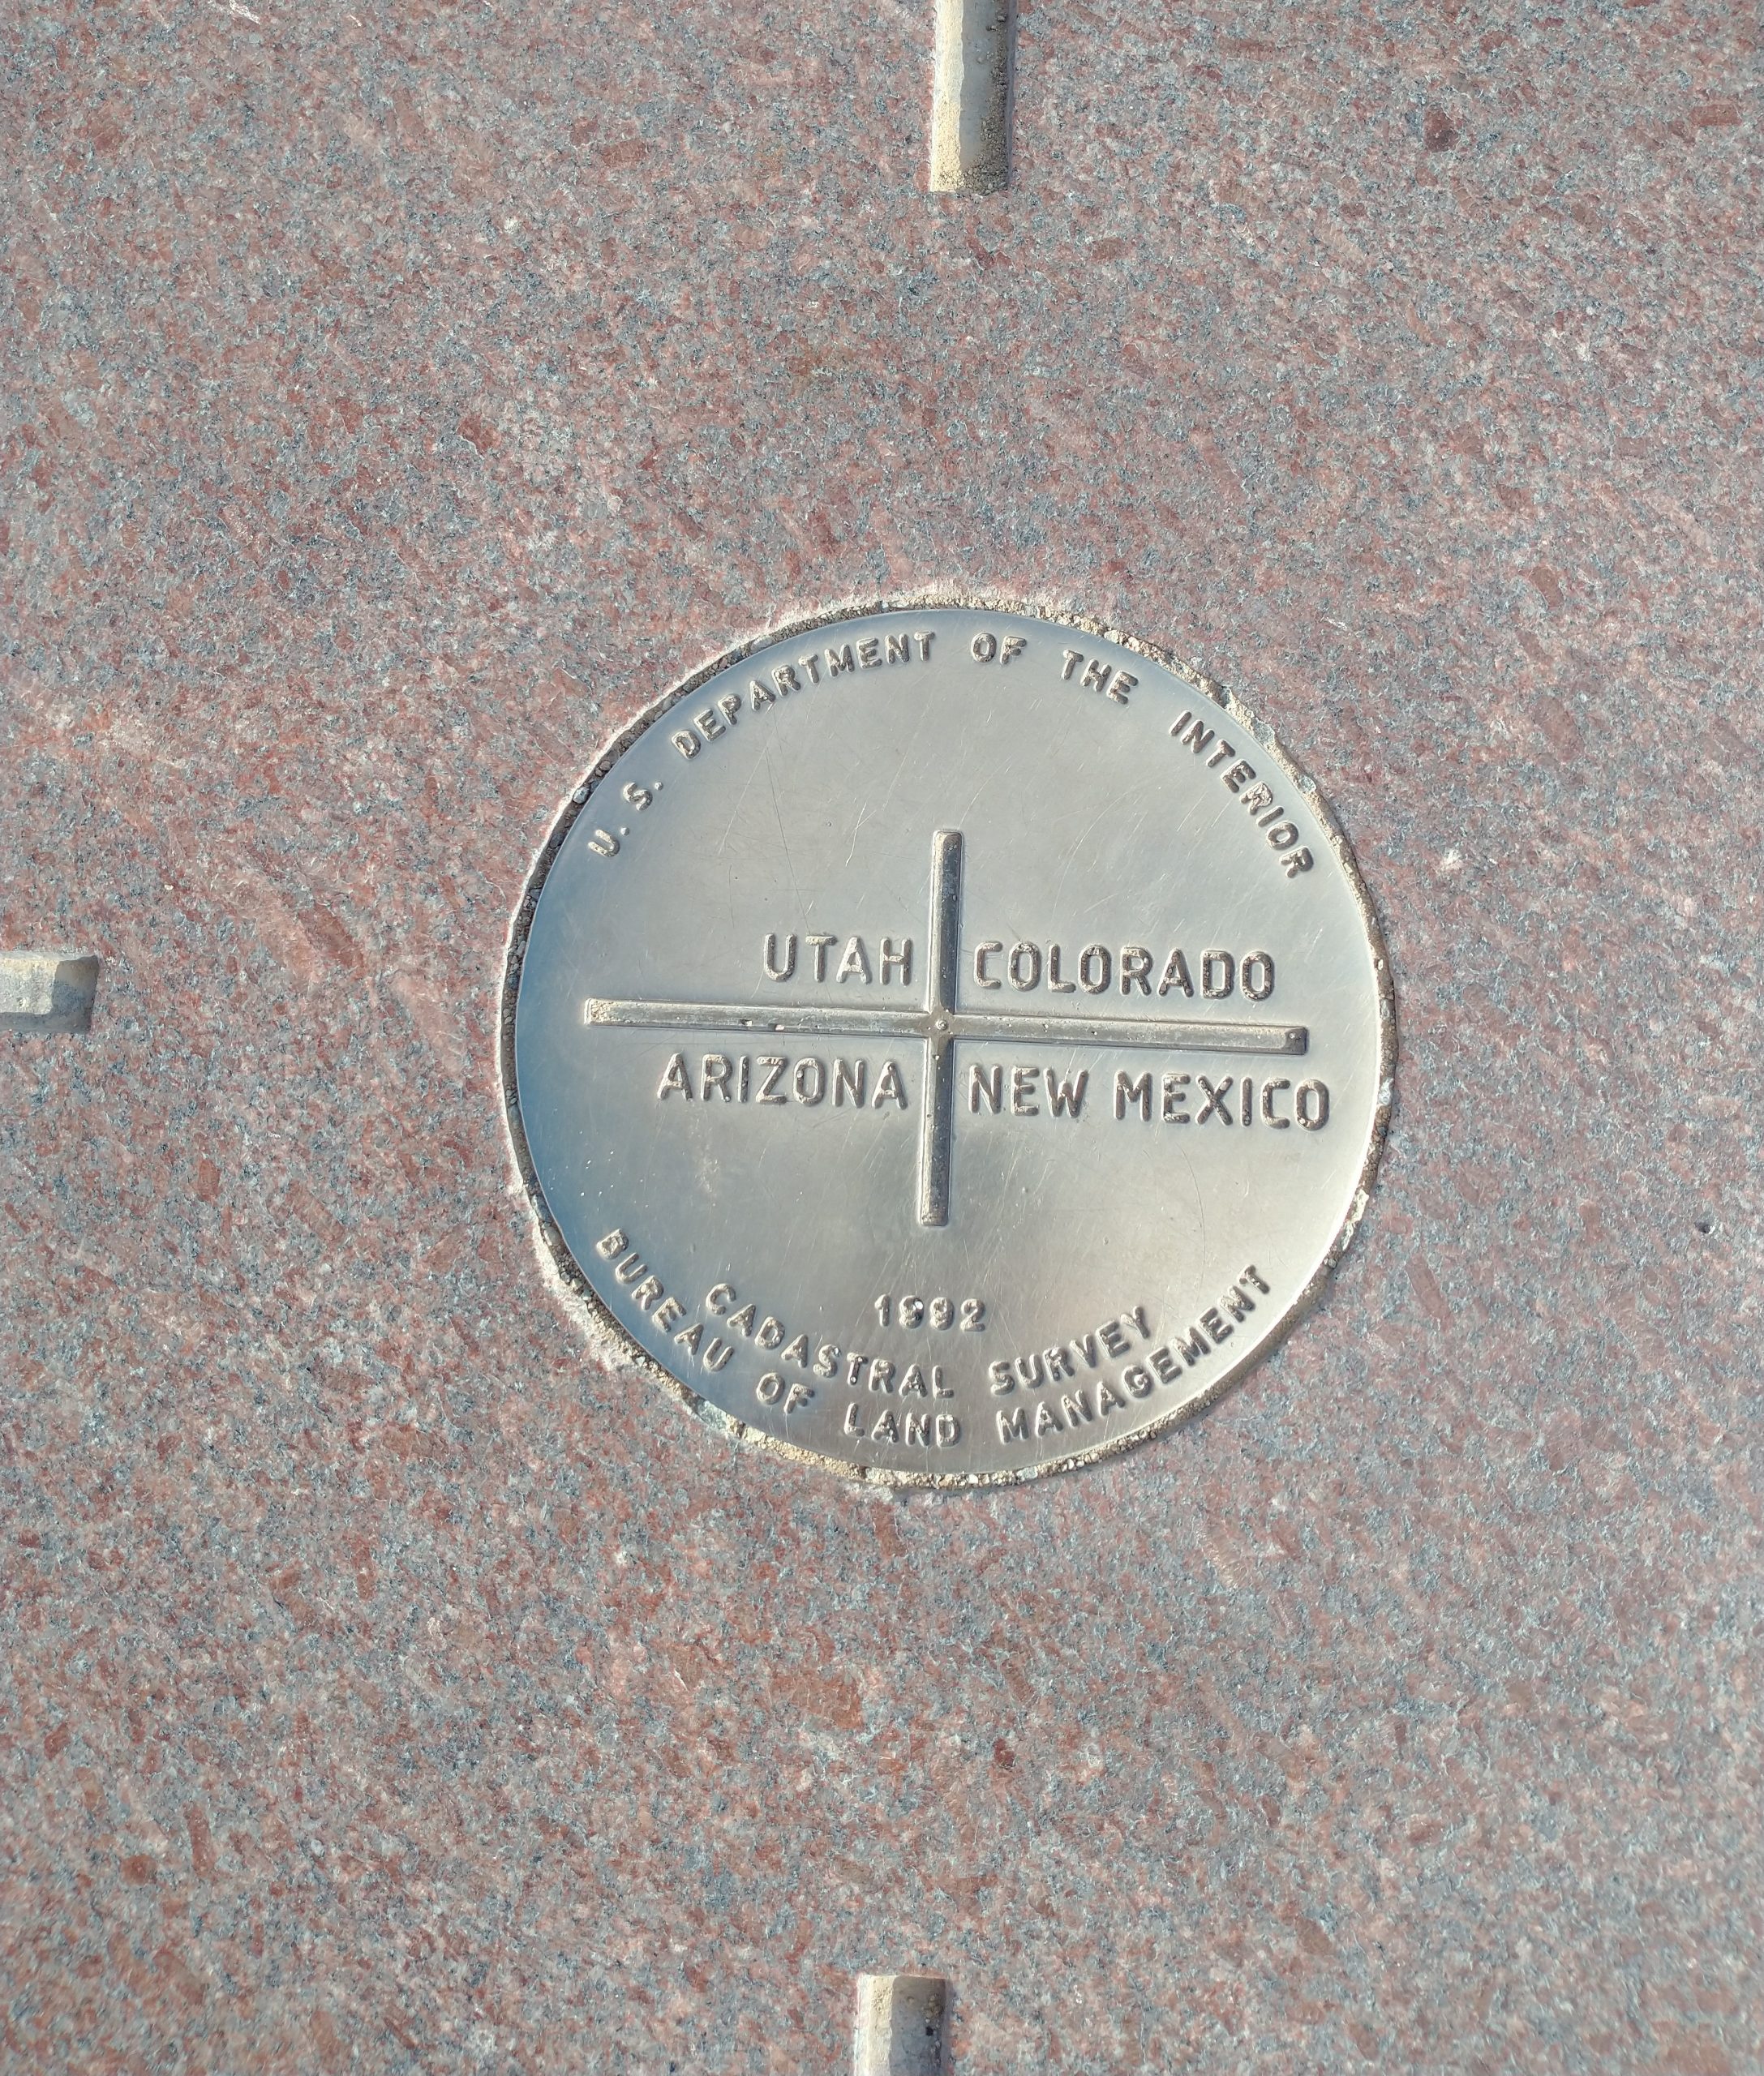 U. S. DEPARTMENT OF THE INTERIOR
UTAH COLORADO
ARIZONA NEW MEXICO
1992
CADASTRAL SURVEY
BUREAU OF LAND MANAGEMENT